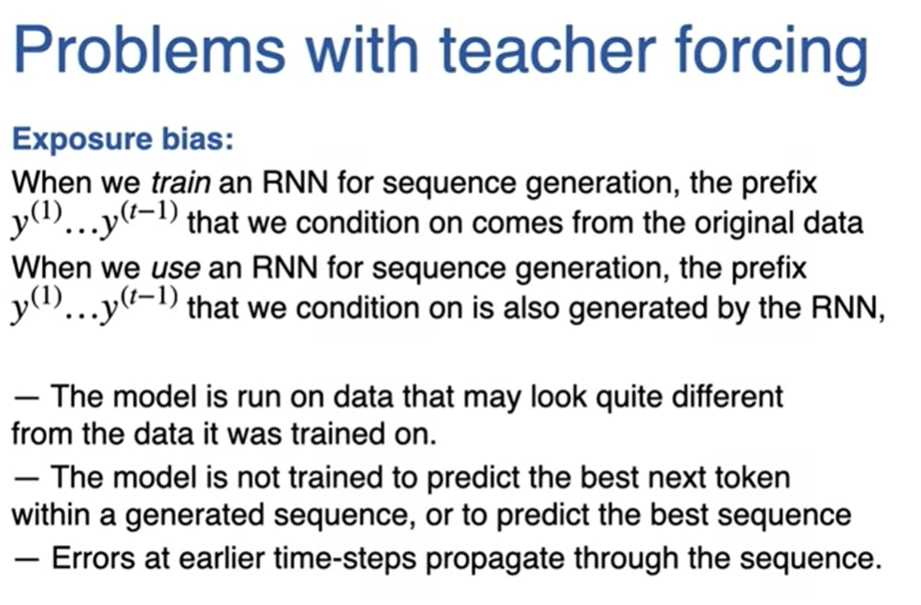 Problems with teacher forcing
Exposure bias:
When we train an RNN for sequence generation, the prefix
y⁽¹⁾…y⁽ᵗ⁻¹⁾ that we condition on comes from the original data
When we use an RNN for sequence generation, the prefix
y⁽¹⁾…y⁽ᵗ⁻¹⁾ that we condition on is also generated by the RNN,
— The model is run on data that may look quite different
from the data it was trained on.
— The model is not trained to predict the best next token
within a generated sequence, or to predict the best sequence
— Errors at earlier time-steps propagate through the sequence.